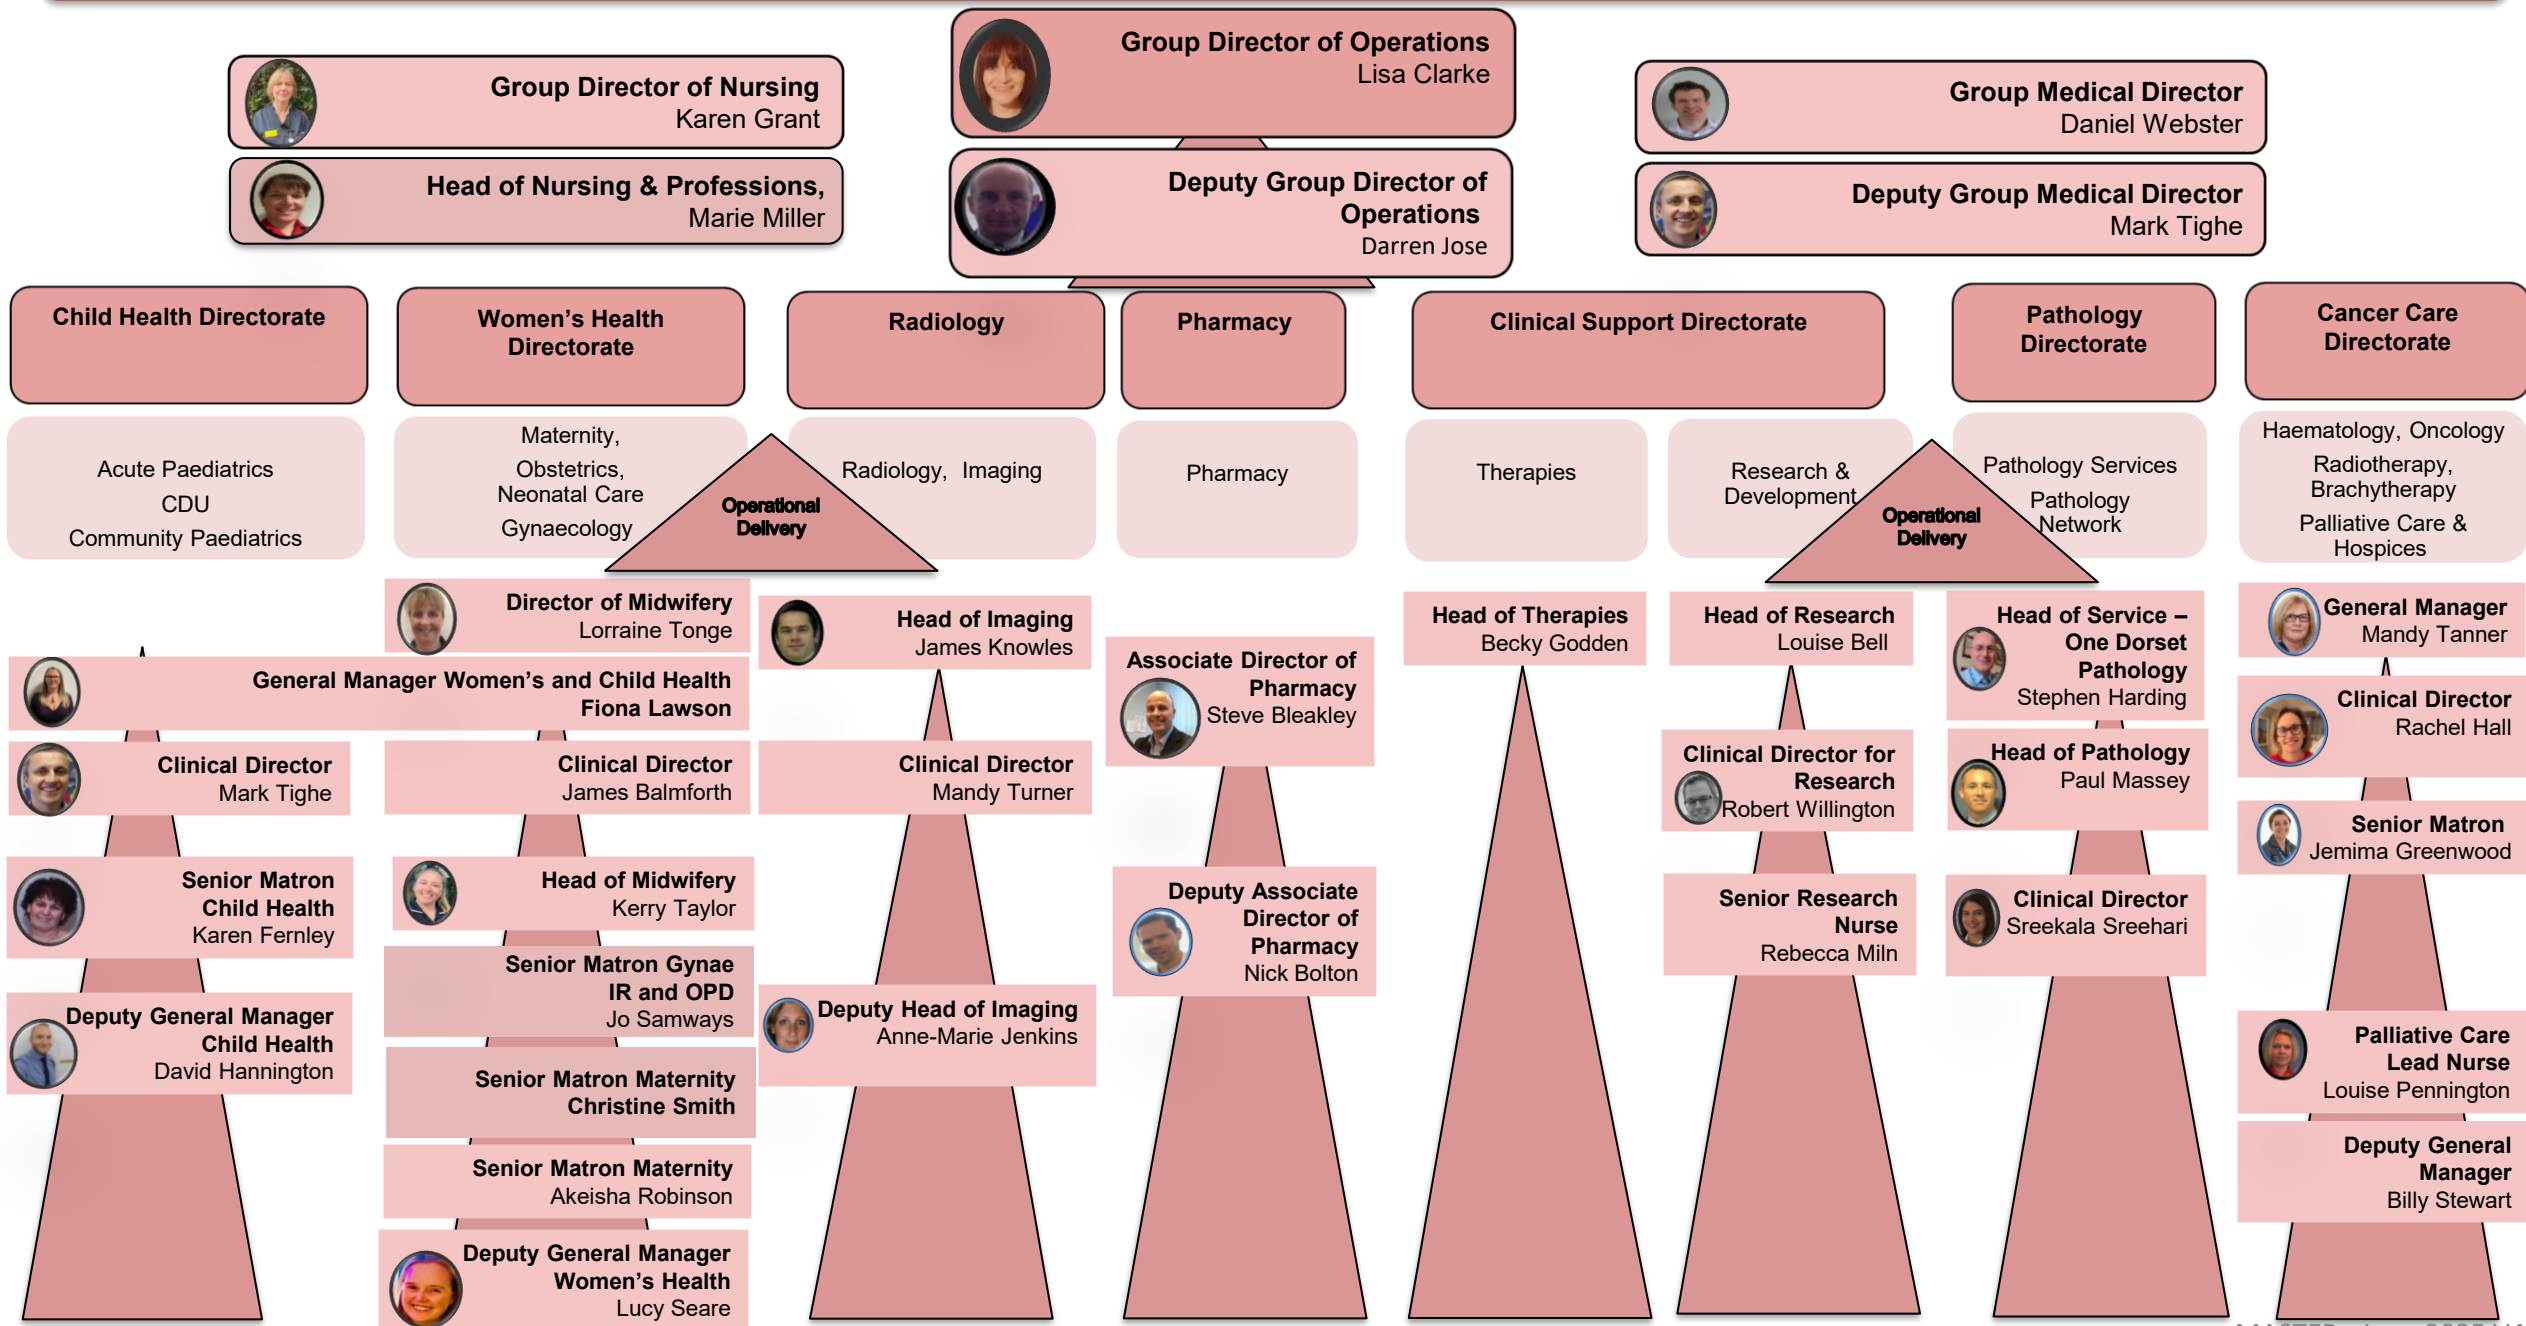 Group Director of Operations
Lisa Clarke
Group Director of Nursing
Karen Grant
Group Medical Director
Daniel Webster
Head of Nursing & Professions,
Marie Miller
Deputy Group Director of
Operations
Darren Jose
Deputy Group Medical Director
Mark Tighe
Child Health Directorate
Women's Health
Directorate
Radiology
Pharmacy
Clinical Support Directorate
Pathology
Directorate
Cancer Care
Directorate
Acute Paediatrics
CDU
Community Paediatrics
Maternity,
Obstetrics,
Neonatal Care
Gynaecology
Operational
Delivery
Radiology, Imaging
Pharmacy
Therapies
Research &
Development
Operational
Delivery
Pathology Services
Pathology
Network
Haematology, Oncology
Radiotherapy,
Brachytherapy
Palliative Care &
Hospices
Director of Midwifery
Lorraine Tonge
General Manager Women's and Child Health
Fiona Lawson
Clinical Director
Mark Tighe
Senior Matron
Child Health
Karen Fernley
Deputy General Manager
Child Health
David Hannington
Clinical Director
James Balmforth
Head of Midwifery
Kerry Taylor
Senior Matron Gynae
IR and OPD
Jo Samways
Senior Matron Maternity
Christine Smith
Senior Matron Maternity
Akeisha Robinson
Deputy General Manager
Women's Health
Lucy Seare
Head of Imaging
James Knowles
Clinical Director
Mandy Turner
Deputy Head of Imaging
Anne-Marie Jenkins
Associate Director of
Pharmacy
Steve Bleakley
Deputy Associate
Director of
Pharmacy
Nick Bolton
Head of Therapies
Becky Godden
Head of Research
Louise Bell
Clinical Director for
Research
Robert Willington
Senior Research
Nurse
Rebecca Miln
Head of Service –
One Dorset
Pathology
Stephen Harding
Head of Pathology
Paul Massey
Clinical Director
Sreekala Sreehari
General Manager
Mandy Tanner
Clinical Director
Rachel Hall
Senior Matron
Jemima Greenwood
Palliative Care
Lead Nurse
Louise Pennington
Deputy General
Manager
Billy Stewart